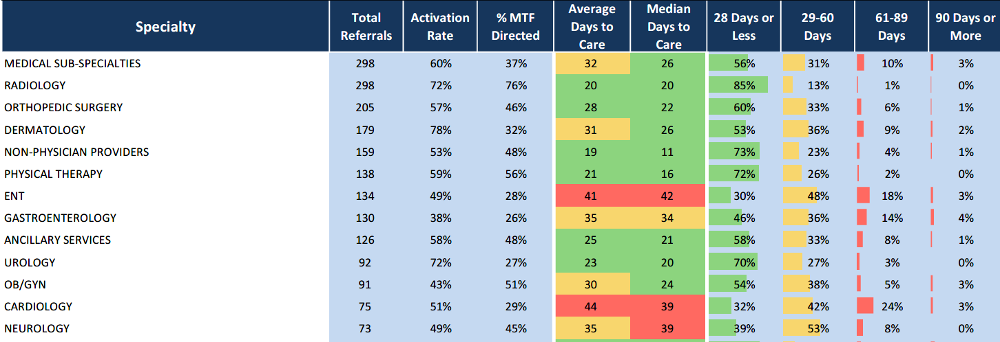 Specialty Total Referrals Activation Rate % MTF Directed Average Days to Care Median Days to Care 28 Days or Less 29-60 Days 61-89 Days 90 Days or More
MEDICAL SUB-SPECIALTIES 298 60% 37% 32 26 56% 31% 10% 3%
RADIOLOGY 298 72% 76% 20 20 85% 13% 1% 0%
ORTHOPEDIC SURGERY 205 57% 46% 28 22 60% 33% 6% 1%
DERMATOLOGY 179 78% 32% 31 26 53% 36% 9% 2%
NON-PHYSICIAN PROVIDERS 159 53% 48% 19 11 73% 23% 4% 1%
PHYSICAL THERAPY 138 59% 56% 21 16 72% 26% 2% 0%
ENT 134 49% 28% 41 42 30% 48% 18% 3%
GASTROENTEROLOGY 130 38% 26% 35 34 46% 36% 14% 4%
ANCILLARY SERVICES 126 58% 48% 25 21 58% 33% 8% 1%
UROLOGY 92 72% 27% 23 20 70% 27% 3% 0%
OB/GYN 91 43% 51% 30 24 54% 38% 5% 3%
CARDIOLOGY 75 51% 29% 44 39 32% 42% 24% 3%
NEUROLOGY 73 49% 45% 35 39 39% 53% 8% 0%